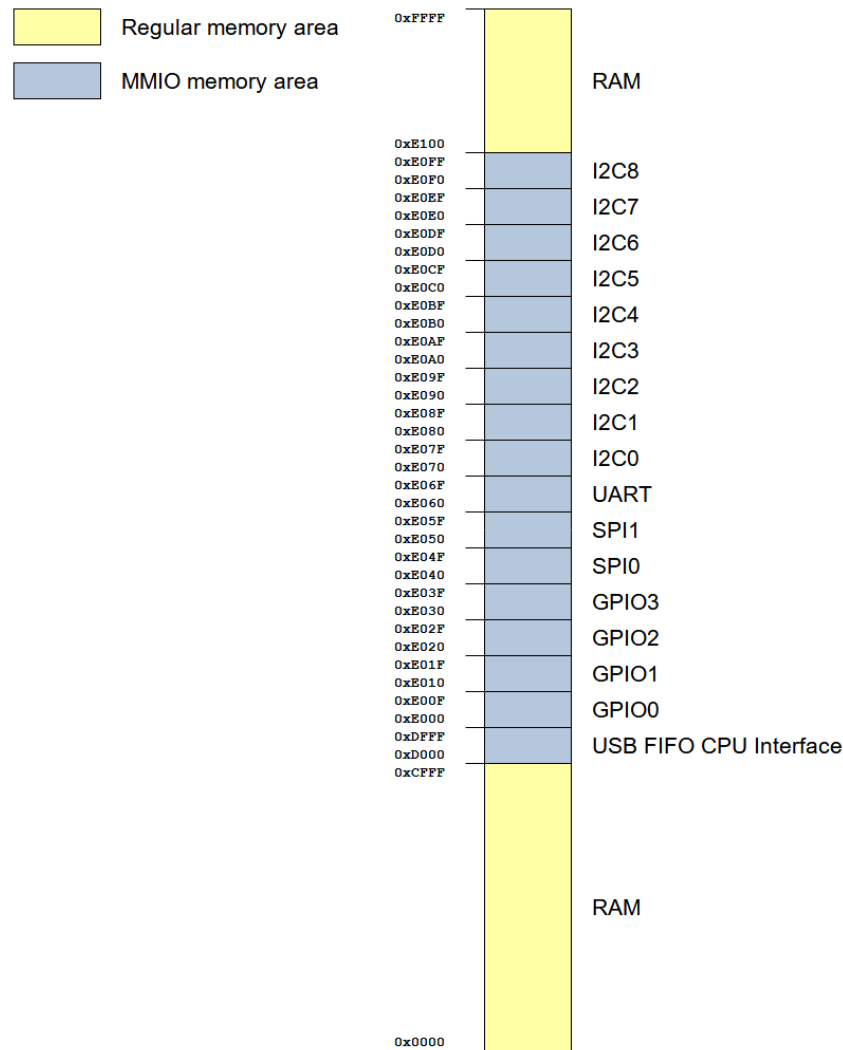 Regular memory area
MMIO memory area
0xFFFF
RAM
0xE100
0xE0FF
I2C8
0xE0F0
0xE0EF
I2C7
0xE0E0
0xE0DF
I2C6
0xE0D0
0xE0CF
I2C5
0xE0C0
0xE0BF
I2C4
0xE0B0
0xE0AF
I2C3
0xE0A0
0xE09F
I2C2
0xE090
0xE08F
I2C1
0xE080
0xE07F
I2C0
0xE070
0xE06F
UART
0xE060
0xE05F
SPI1
0xE050
0xE04F
SPI0
0xE040
0xE03F
GPIO3
0xE030
0xE02F
GPIO2
0xE020
0xE01F
GPIO1
0xE010
0xE00F
GPIO0
0xE000
0xDFFF
USB FIFO CPU Interface
0xD000
0xCFFF
RAM
0x0000